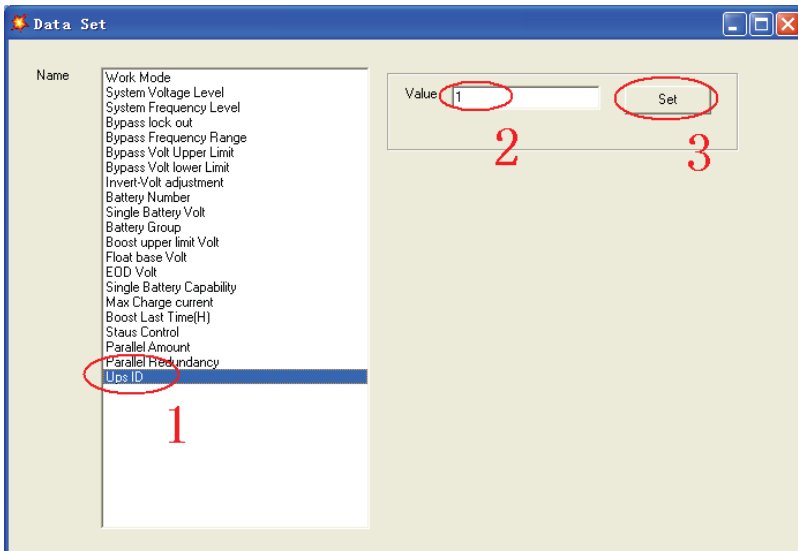 Data Set
Name
Work Mode
System Voltage Level
System Frequency Level
Bypass lock out
Bypass Frequency Range
Bypass Volt Upper Limit
Bypass Volt lower Limit
Invert-Volt adjustment
Battery Number
Single Battery Volt
Battery Group
Boost upper limit Volt
Float base Volt
EOD Volt
Single Battery Capability
Max Charge current
Boost Last Time(H)
Staus Control
Parallel Amount
Parallel Redundancy
Ups ID
1
Value 1 Set
2 3